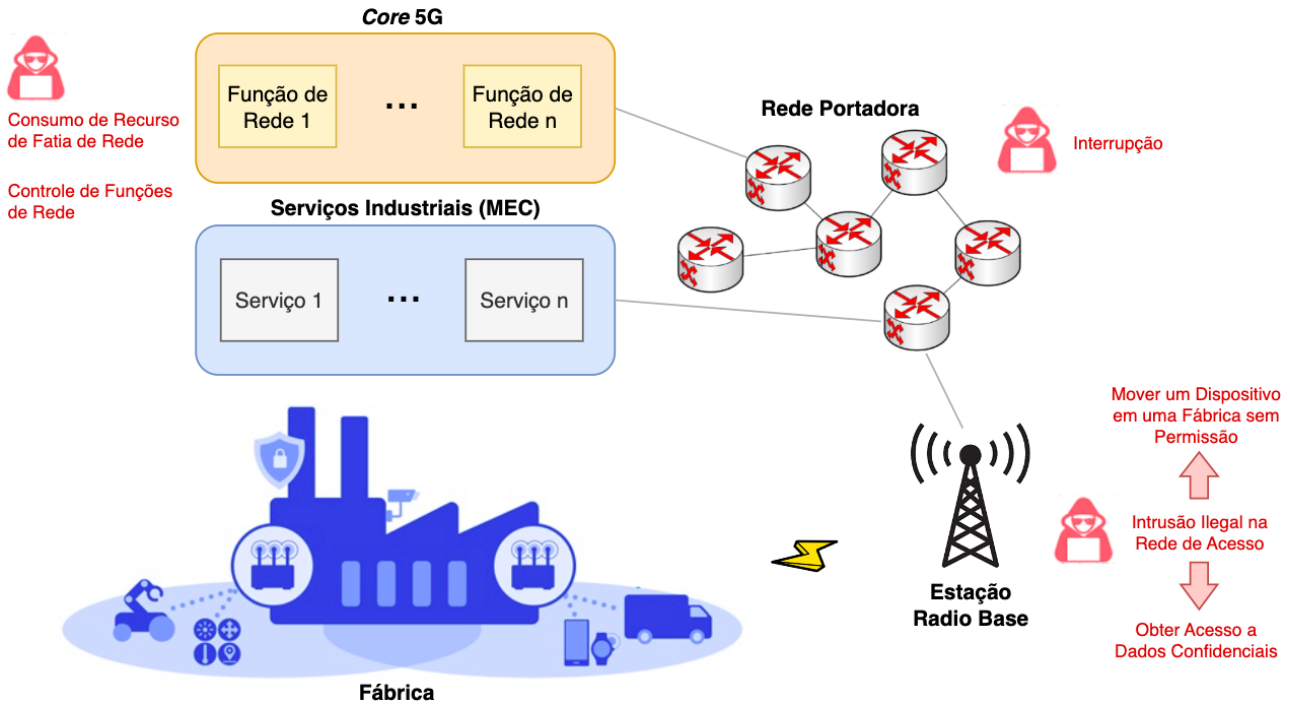 Core 5G
Função de
Rede 1
...
Função de
Rede n
Consumo de Recurso
de Fatia de Rede
Controle de Funções
de Rede
Rede Portadora
Interrupção
Serviços Industriais (MEC)
Serviço 1
...
Serviço n
Mover um Dispositivo
em uma Fábrica sem
Permissão
Intrusão Ilegal na
Rede de Acesso
Obter Acesso a
Dados Confidenciais
Estação
Radio Base
Fábrica